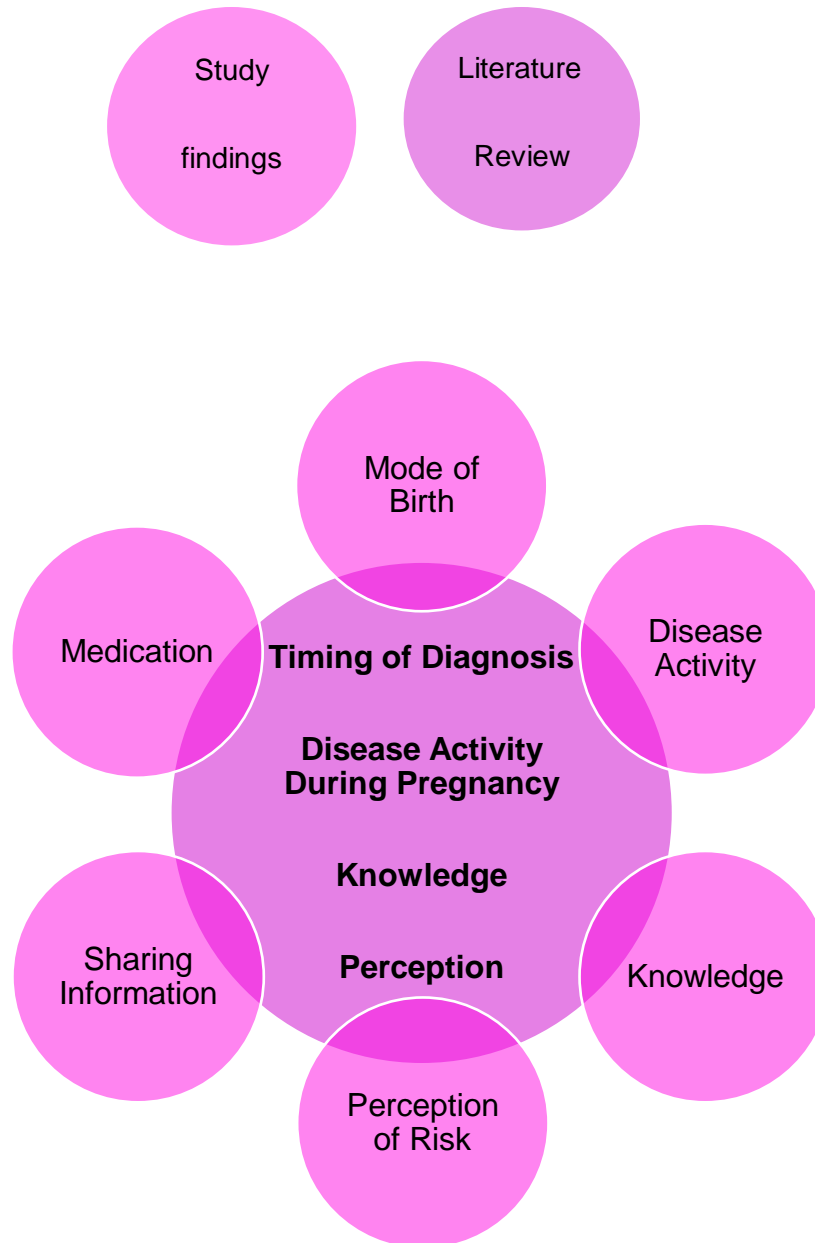 Study
findings
Literature
Review
Mode of
Birth
Medication
Timing of Diagnosis
Disease
Activity
Disease Activity
During Pregnancy
Knowledge
Perception
Sharing
Information
Knowledge
Perception
of Risk